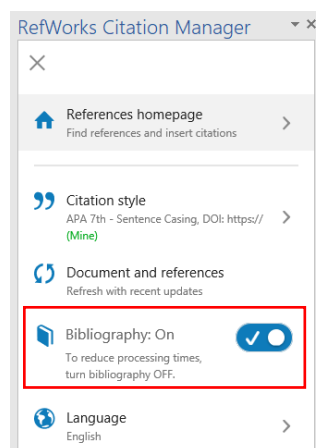 RefWorks Citation Manager
References homepage
Find references and insert citations
Citation style
APA 7th - Sentence Casing, DOI: https://
(Mine)
Document and references
Refresh with recent updates
Bibliography: On
To reduce processing times,
turn bibliography OFF.
Language
English